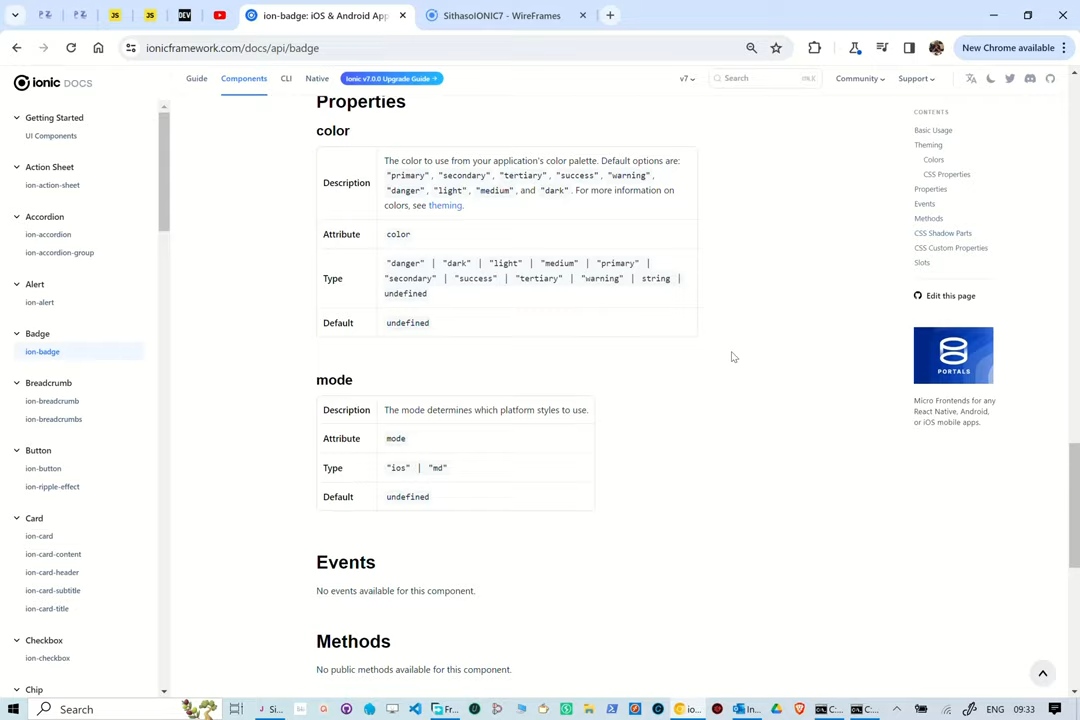 JS
JS
DEV
ion-badge: iOS & Android App
SithasoIONIC7 - WireFrames
ionicframework.com/docs/api/badge
New Chrome available
ionic DOCS
Guide
Components
CLI
Native
Ionic v7.0.0 Upgrade Guide →
v7
Search
Community
Support
Getting Started
UI Components
Action Sheet
ion-action-sheet
Accordion
ion-accordion
ion-accordion-group
Alert
ion-alert
Badge
ion-badge
Breadcrumb
ion-breadcrumb
ion-breadcrumbs
Button
ion-button
ion-ripple-effect
Card
ion-card
ion-card-content
ion-card-header
ion-card-subtitle
ion-card-title
Checkbox
ion-checkbox
Chip
Properties
color
Description
The color to use from your application's color palette. Default options are:
"primary", "secondary", "tertiary", "success", "warning",
"danger", "light", "medium", and "dark". For more information on
colors, see theming.
Attribute
color
Type
"danger" | "dark" | "light" | "medium" | "primary" |
"secondary" | "success" | "tertiary" | "warning" | string |
undefined
Default
undefined
mode
Description
The mode determines which platform styles to use.
Attribute
mode
Type
"ios" | "md"
Default
undefined
Events
No events available for this component.
Methods
No public methods available for this component.
CONTENTS
Basic Usage
Theming
Colors
CSS Properties
Properties
Events
Methods
CSS Shadow Parts
CSS Custom Properties
Slots
Edit this page
PORTALS
Micro Frontends for any
React Native, Android,
or iOS mobile apps.
Search
Si...
Fr...
io...
In...
C...
C...
ENG
09:33